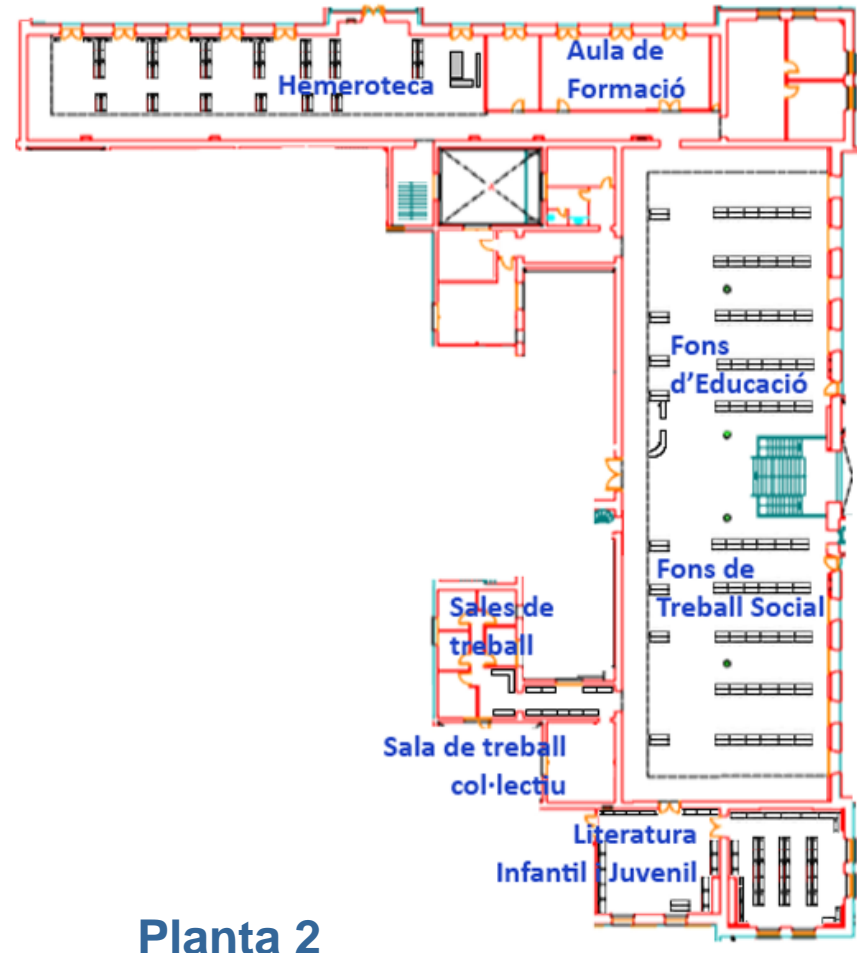 Hemeroteca
Aula de
Formació
Fons
d’Educació
Fons de
Treball Social
Sales de
treball
Sala de treball
col·lectiu
Literatura
Infantil i Juvenil
Planta 2